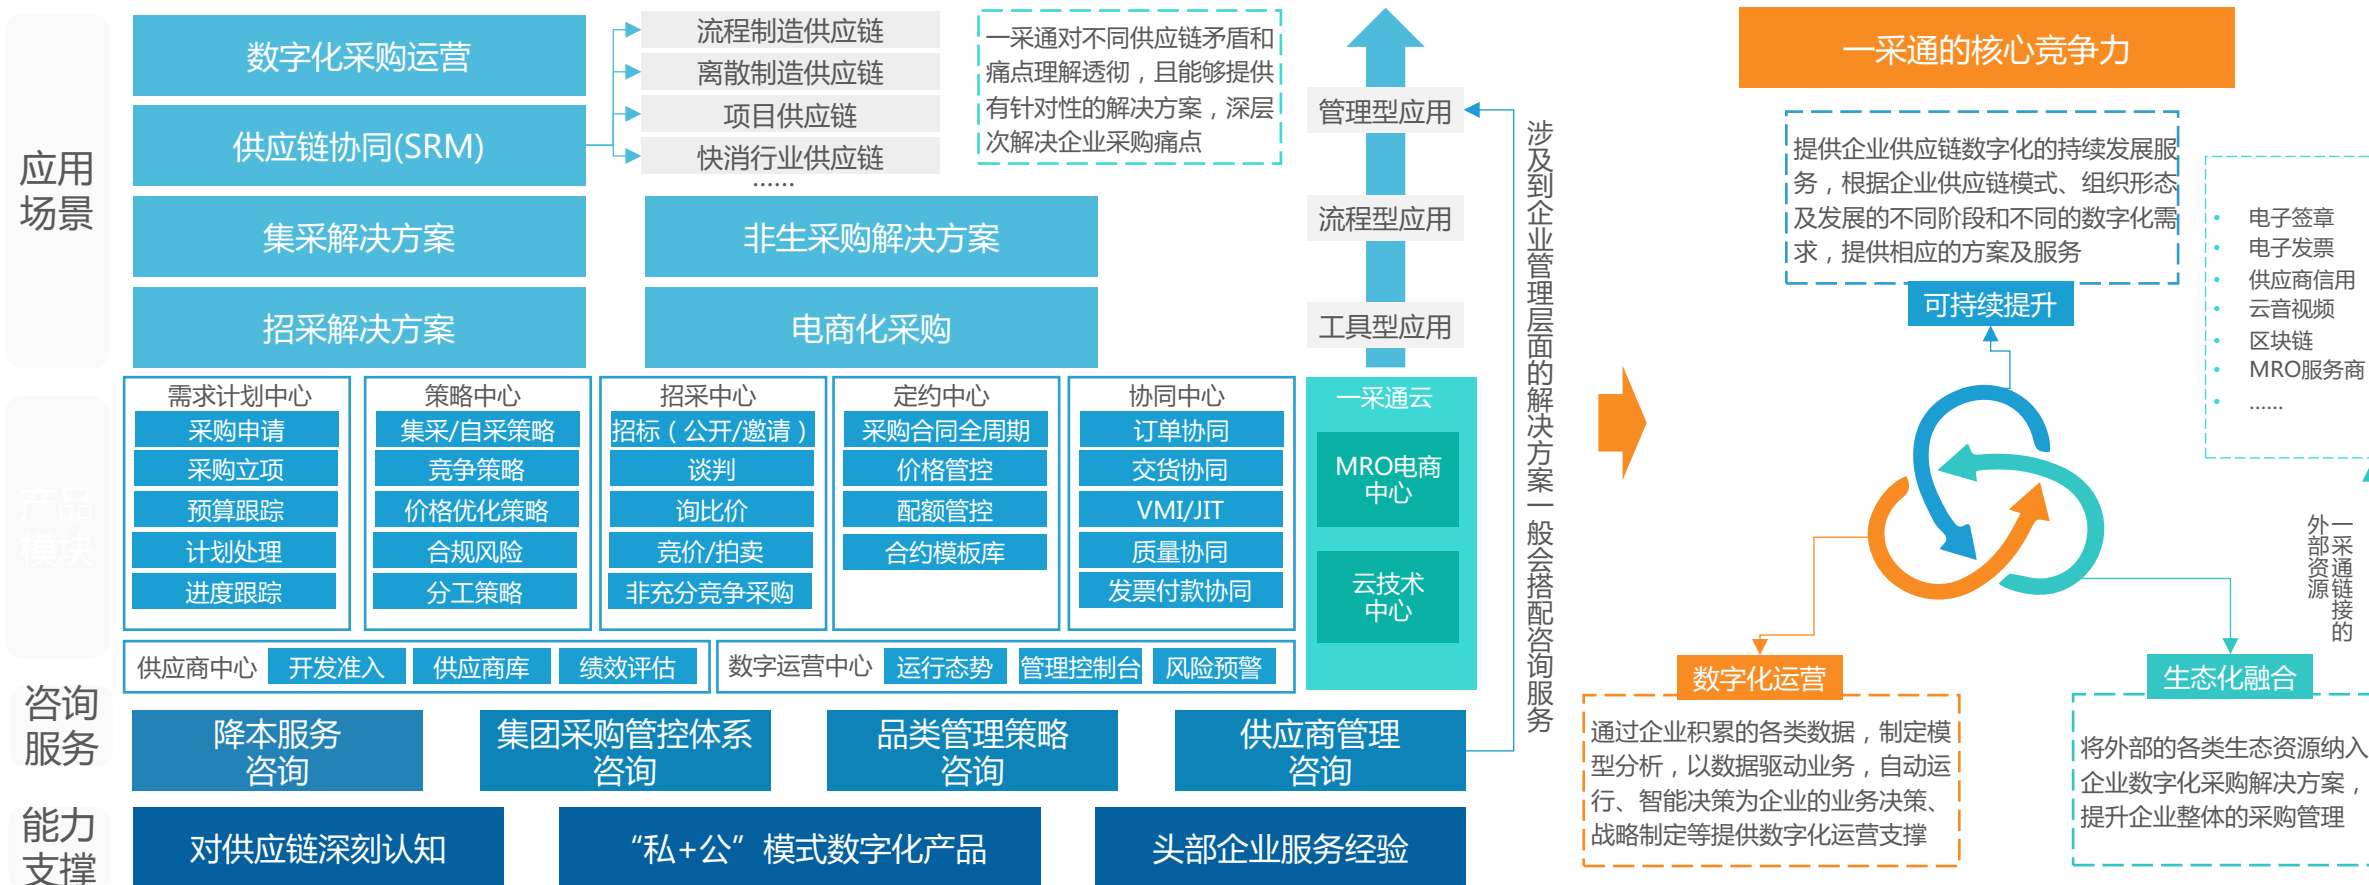 应用
场景
数字化采购运营
供应链协同(SRM)
流程制造供应链
离散制造供应链
项目供应链
快消行业供应链
......
一采通对不同供应链矛盾和
痛点理解透彻，且能够提供
有针对性的解决方案，深层
次解决企业采购痛点
集采解决方案
非生采购解决方案
招采解决方案
电商化采购
管理型应用
流程型应用
工具型应用
产品
模块
需求计划中心
采购申请
采购立项
预算跟踪
计划处理
进度跟踪
策略中心
集采/自采策略
竞争策略
价格优化策略
合规风险
分工策略
招采中心
招标（公开/邀请）
谈判
询比价
竞价/拍卖
非充分竞争采购
定约中心
采购合同全周期
价格管控
配额管控
合约模板库
协同中心
订单协同
交货协同
VMI/JIT
质量协同
发票付款协同
一采通云
MRO电商
中心
云技术
中心
供应商中心
开发准入
供应商库
绩效评估
数字运营中心
运行态势
管理控制台
风险预警
咨询
服务
降本服务
咨询
集团采购管控体系
咨询
品类管理策略
咨询
供应商管理
咨询
能力
支撑
对供应链深刻认知
“私+公”模式数字化产品
头部企业服务经验
涉及到企业管理层面的解决方案一般会搭配咨询服务
一采通的核心竞争力
提供企业供应链数字化的持续发展服
务，根据企业供应链模式、组织形态
及发展的不同阶段和不同的数字化需
求，提供相应的方案及服务
可持续提升
• 电子签章
• 电子发票
• 供应商信用
• 云音视频
• 区块链
• MRO服务商
• ......
一采通链接的
外部资源
数字化运营
通过企业积累的各类数据，制定模
型分析，以数据驱动业务，自动运
行、智能决策为企业的业务决策、
战略制定等提供数字化运营支撑
生态化融合
将外部的各类生态资源纳入
企业数字化采购解决方案，
提升企业整体的采购管理